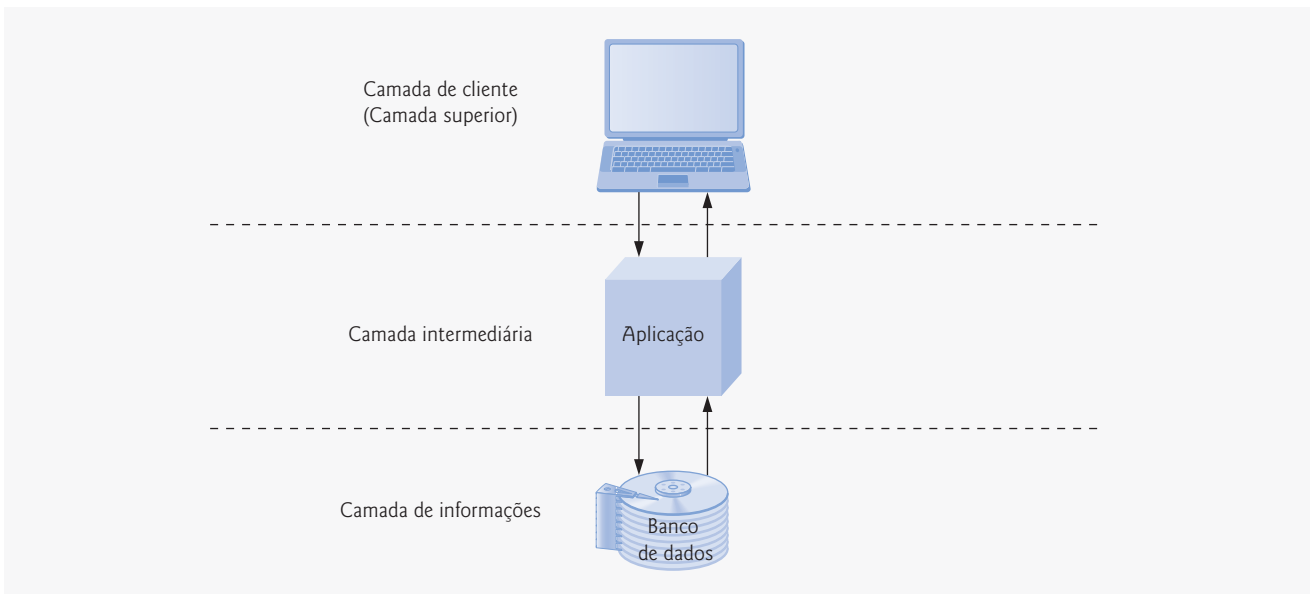 Camada de cliente
(Camada superior)
Camada intermediária
Aplicação
Camada de informações
Banco
de dados